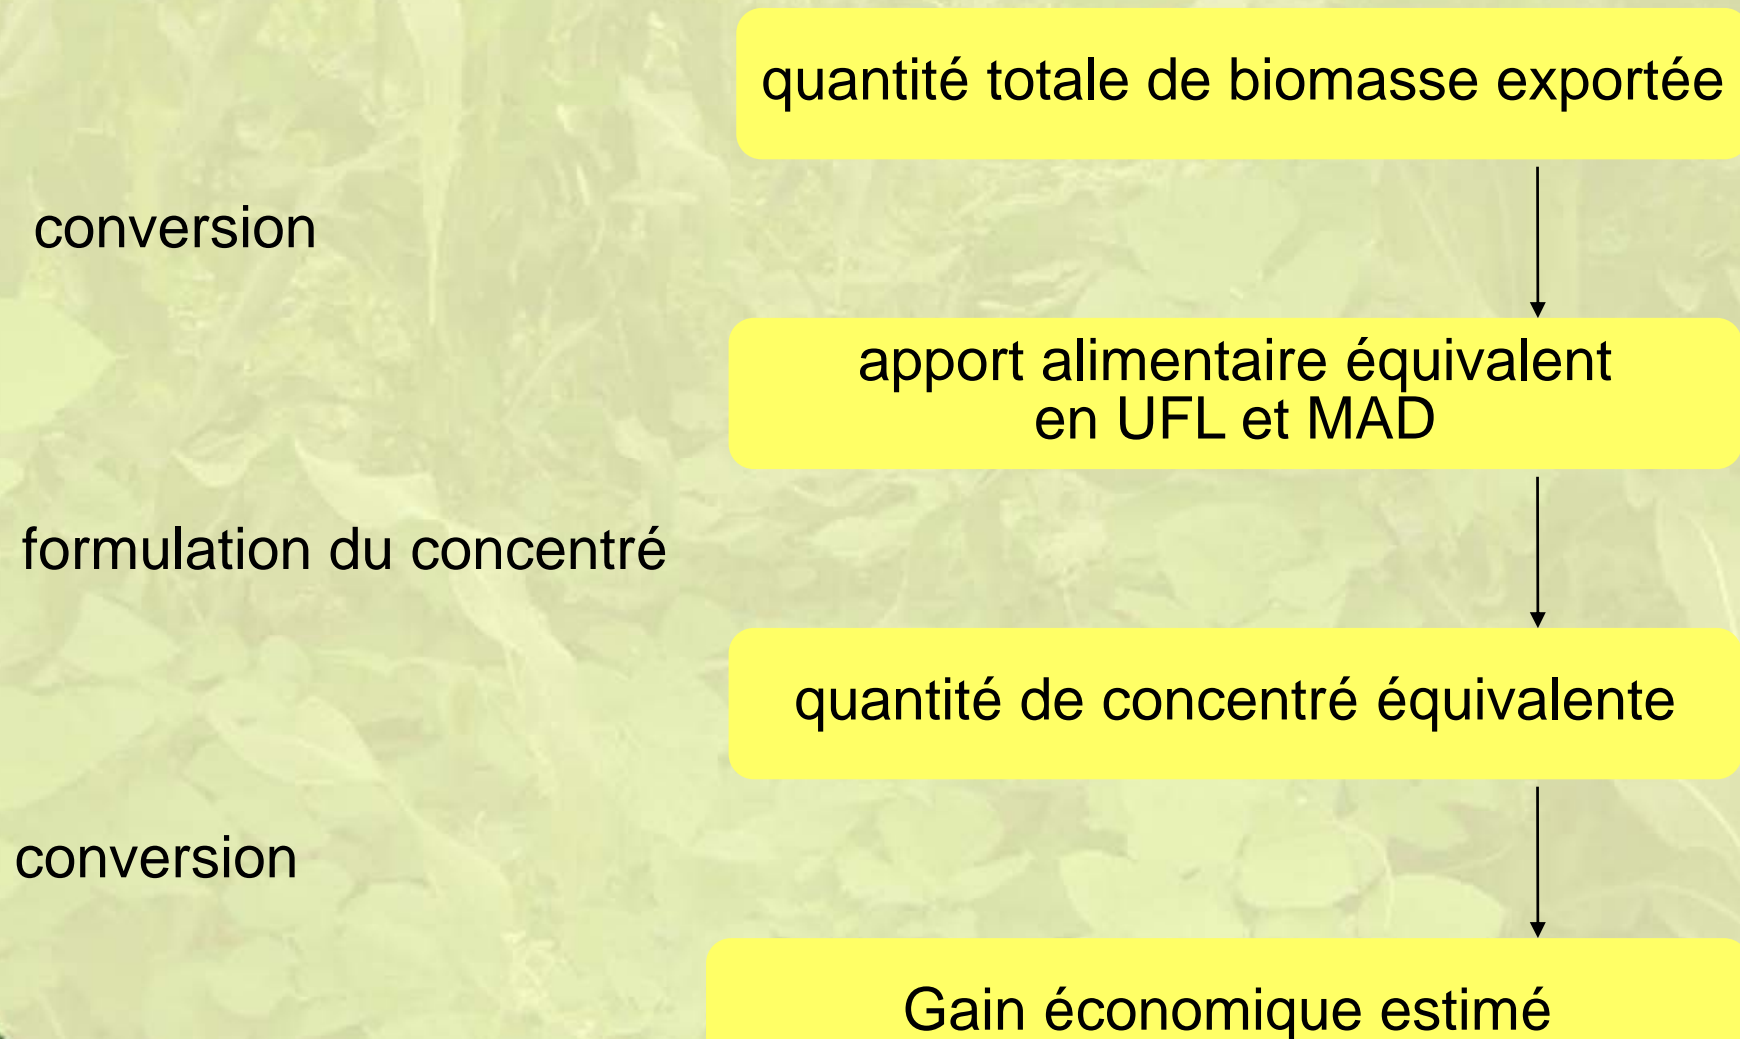 quantité totale de biomasse exportée
conversion
apport alimentaire équivalent
en UFL et MAD
formulation du concentré
quantité de concentré équivalente
conversion
Gain économique estimé